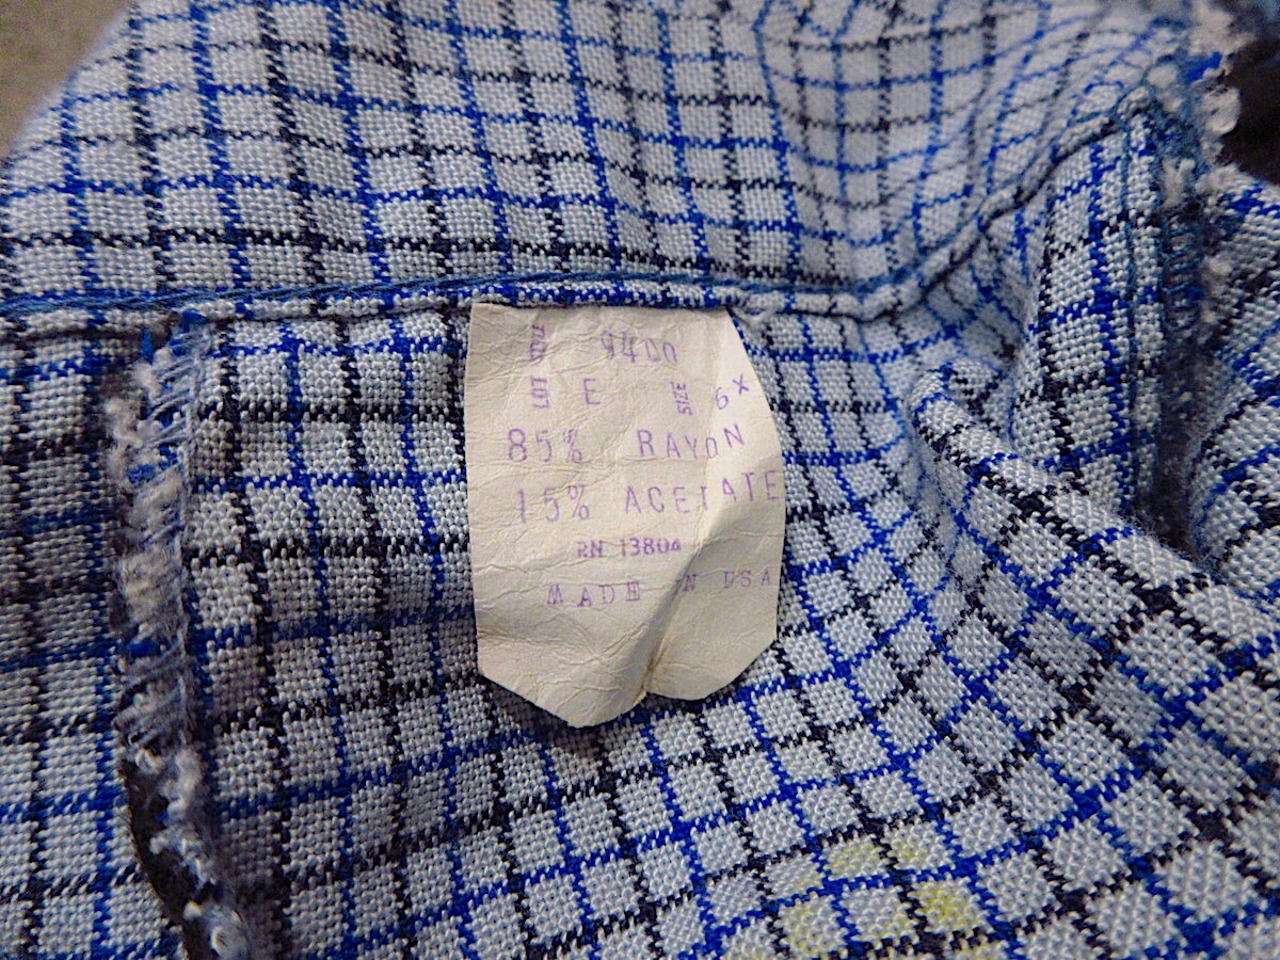 STYLE 9400
LOT E SIZE 6X
85% RAYON
15% ACETATE
RN 13804
MADE IN USA